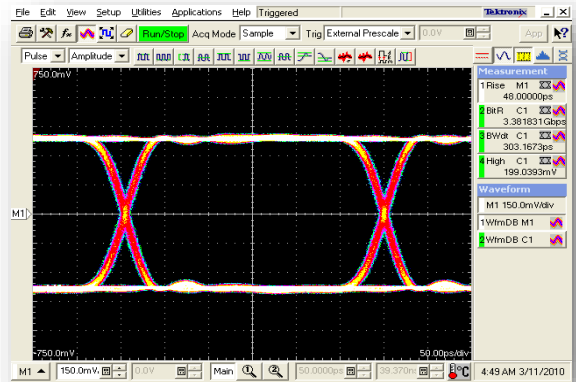 File Edit View Setup Utilities Applications Help Triggered Tektronix
Run/Stop Acq Mode Sample Trig External Prescale 0.0V App
Pulse Amplitude
750.0mV
M1
-750.0mV 50.00ps/div
Measurement
1 Rise M1
48.00000ps
2 BitR C1
3.381831Gbps
3 BWdt C1
303.1673ps
4 High C1
199.0393mV
Waveform
M1 150.0mV/div
1 WfmDB M1
2 WfmDB C1
M1 150.0mV 0.0V Main 1 2 50.0000ps 39.370n °C 4:49 AM 3/11/2010